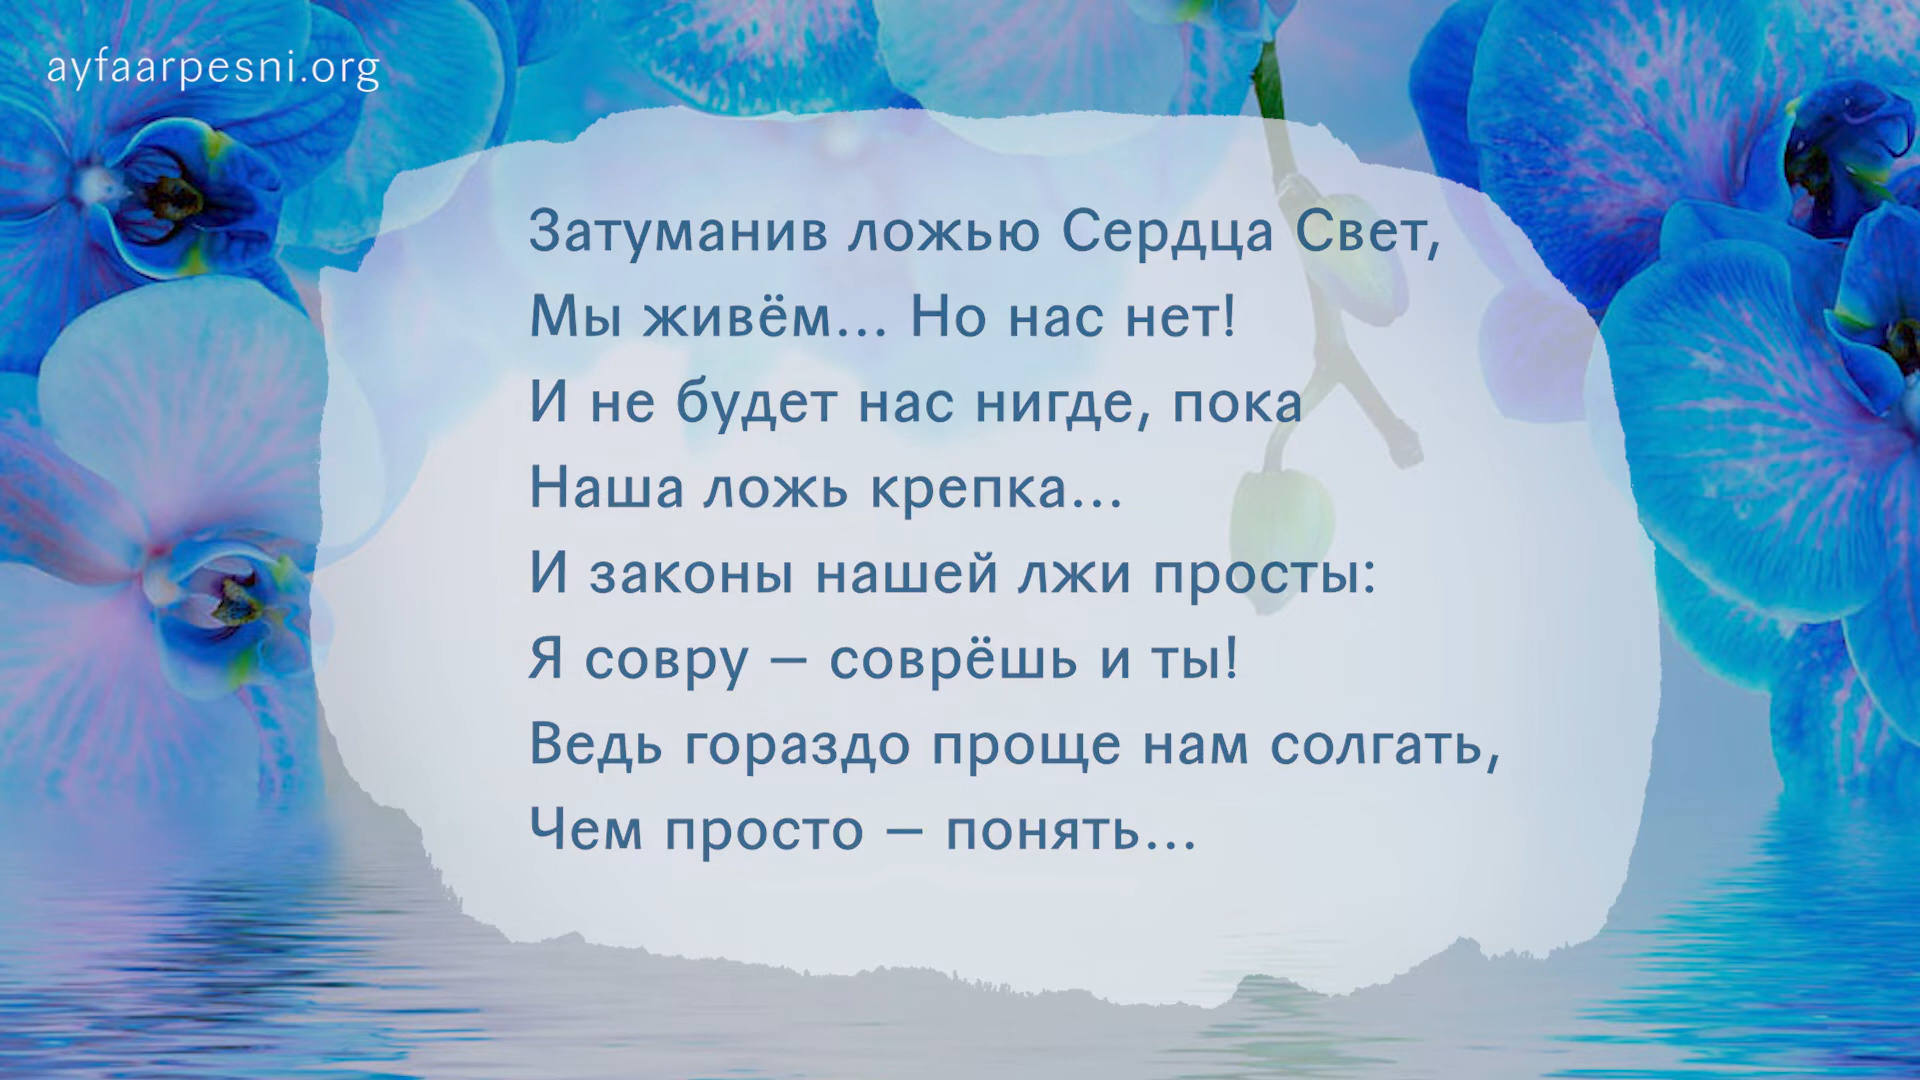 ayfaarpesni.org
Затуманив ложью Сердца Свет,
Мы живём... Но нас нет!
И не будет нас нигде, пока
Наша ложь крепка...
И законы нашей лжи просты:
Я совру – соврёшь и ты!
Ведь гораздо проще нам солгать,
Чем просто – понять...